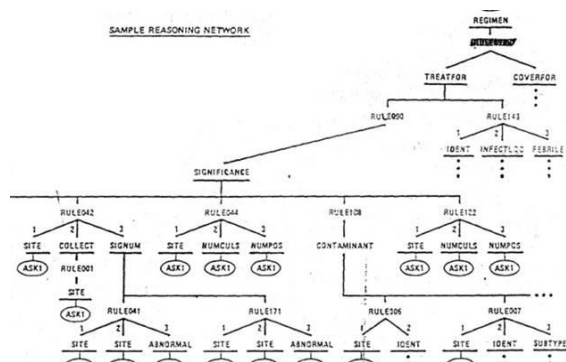 REGIMEN
SAMPLE REASONING NETWORK
TREATFOR COVERFOR
RULE090 RULE143
1 2 3
IDENT INFECTLOC FEBRILE
SIGNIFICANCE
RULE042 RULE044 RULE108 RULE122
1 2 3 1 2 3 1 2 3
SITE COLLECT SIGNUM SITE NUMCULS NUMPOS CONTAMINANT SITE NUMCULS NUMPOS
ASK1 RULE001 ASK1 ASK1 ASK1 ASK1 ASK1 ASK1
SITE
ASK1
RULE041 RULE171 RULE006 RULE007
1 2 3 1 2 3 1 2 1 2 3
SITE SITE ABNORMAL SITE SITE ABNORMAL SITE IDENT SITE IDENT SUBTYPE